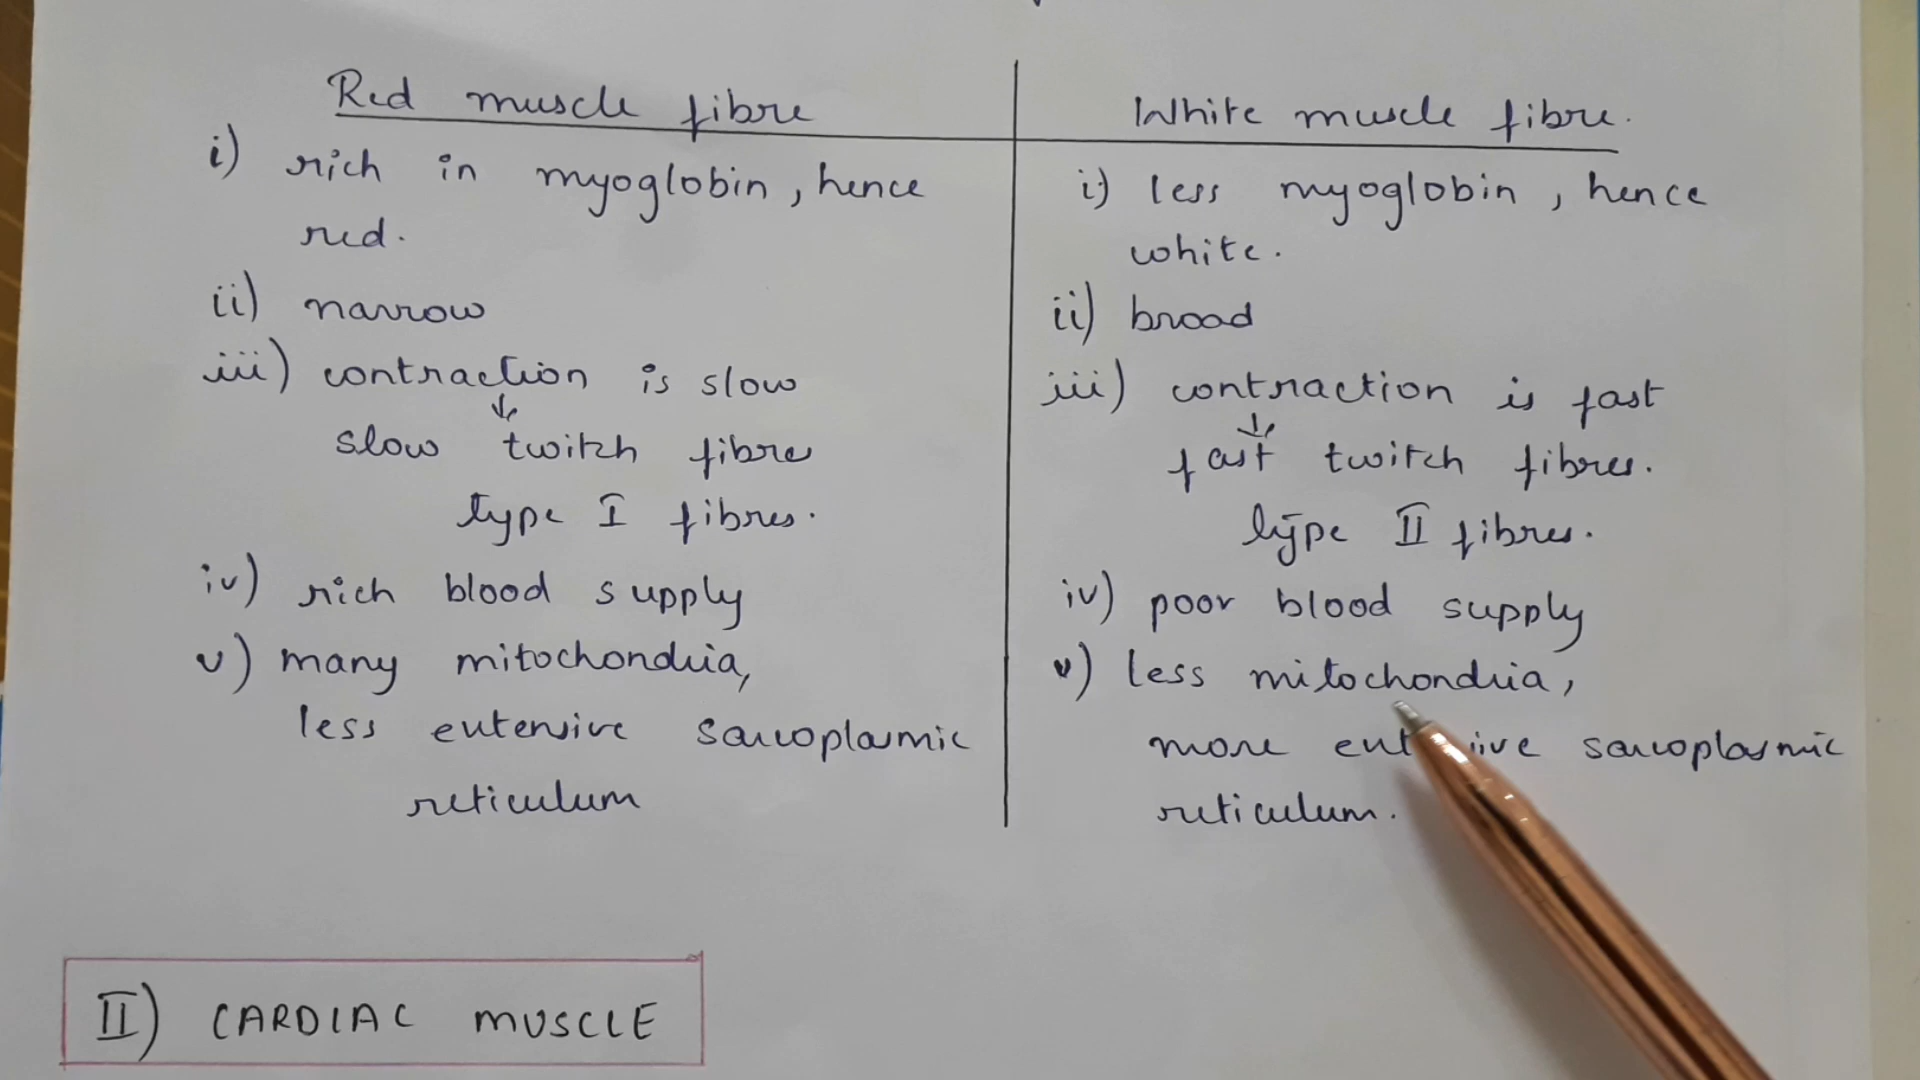 Red muscle fibre
i) rich in myoglobin, hence
red.
ii) narrow
iii) contraction is slow
slow twitch fibre
type I fibres.
iv) rich blood supply
v) many mitochondria,
less extensive sarcoplasmic
reticulum
White muscle fibre.
i) less myoglobin, hence
white.
ii) broad
iii) contraction is fast
fast twitch fibres.
type II fibres.
iv) poor blood supply
v) less mitochondria,
more extensive sarcoplasmic
reticulum.
II) CARDIAC MUSCLE